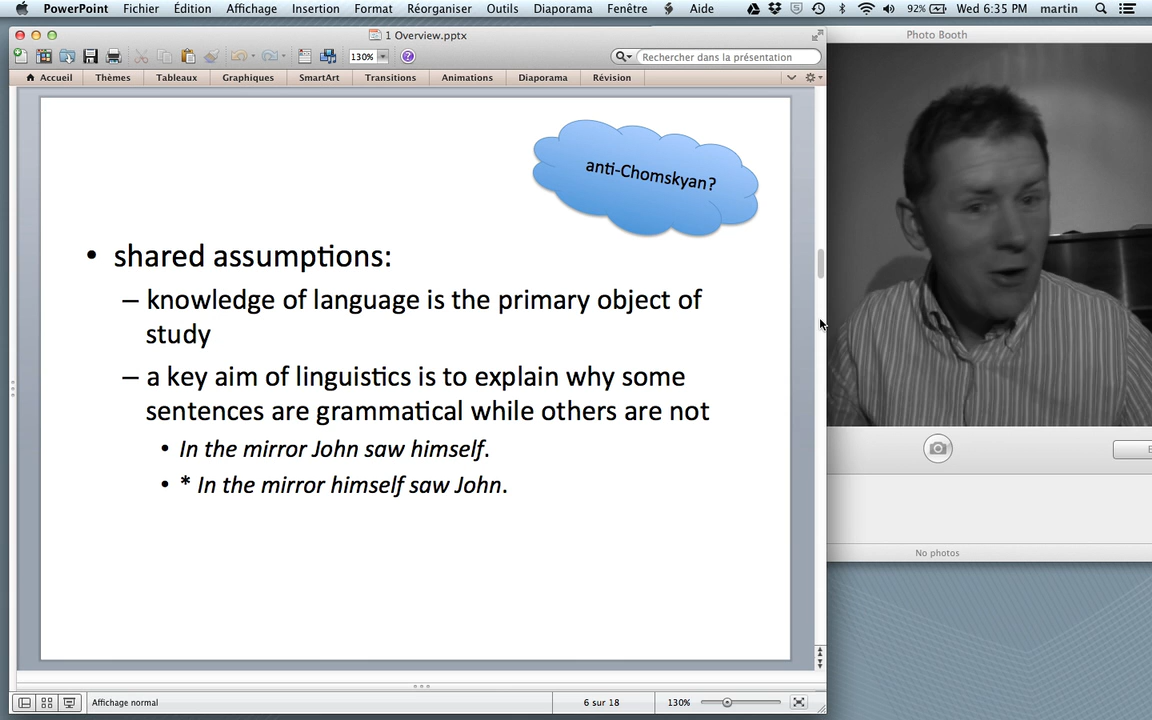 PowerPoint Fichier Édition Affichage Insertion Format Réorganiser Outils Diaporama Fenêtre Aide 92% Wed 6:35 PM martin
1 Overview.pptx
Photo Booth
130% Rechercher dans la présentation
Accueil Thèmes Tableaux Graphiques SmartArt Transitions Animations Diaporama Révision
anti-Chomskyan?
• shared assumptions:
– knowledge of language is the primary object of
study
– a key aim of linguistics is to explain why some
sentences are grammatical while others are not
• In the mirror John saw himself.
• * In the mirror himself saw John.
No photos
Affichage normal 6 sur 18 130%